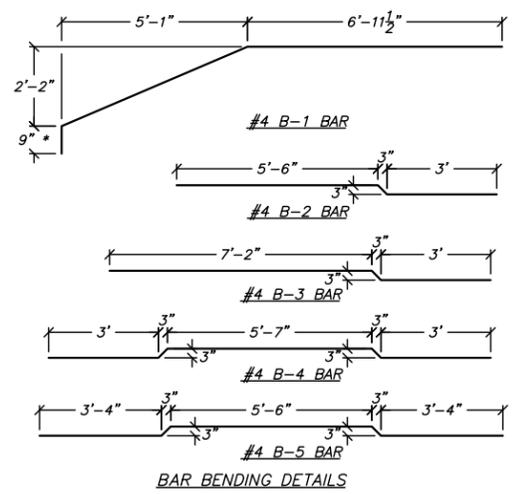 5'-1" 6'-11 1/2"
2'-2"
9" *
#4 B-1 BAR
5'-6" 3" 3'
3"
#4 B-2 BAR
7'-2" 3" 3'
3"
#4 B-3 BAR
3' 3" 5'-7" 3" 3'
3" 3"
#4 B-4 BAR
3'-4" 3" 5'-6" 3" 3'-4"
3" 3"
#4 B-5 BAR
BAR BENDING DETAILS